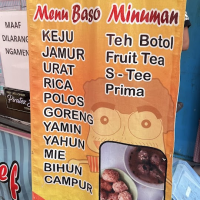 MAAF
DILARANG
NGAMEN
Menu Baso Minuman
KEJU
JAMUR
URAT
RICA
POLOS
GORENG
YAMIN
YAHUN
MIE
BIHUN
CAMPUR
Teh Botol
Fruit Tea
S - Tee
Prima